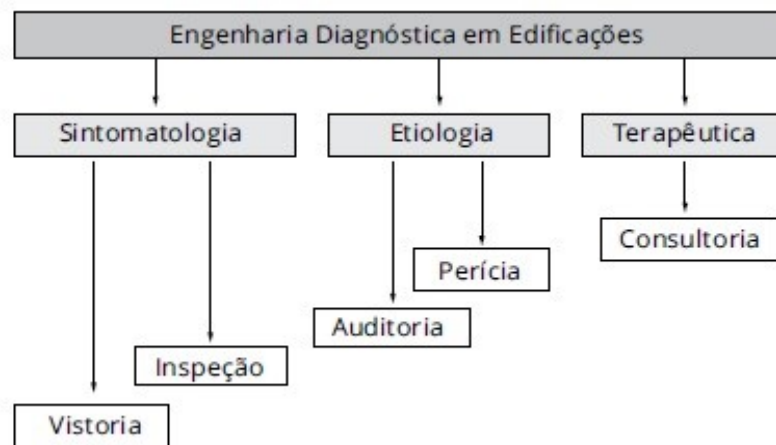 Engenharia Diagnóstica em Edificações
Sintomatologia
Etiologia
Terapêutica
Consultoria
Perícia
Auditoria
Inspeção
Vistoria